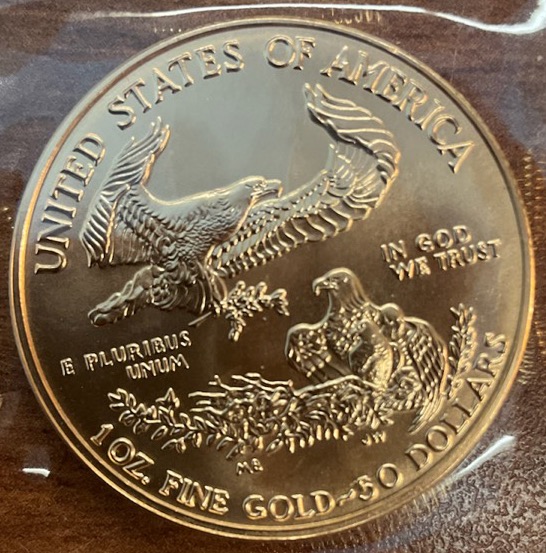 UNITED STATES OF AMERICA
IN GOD
WE TRUST
E PLURIBUS
UNUM
MB
JW
1 OZ. FINE GOLD~50 DOLLARS